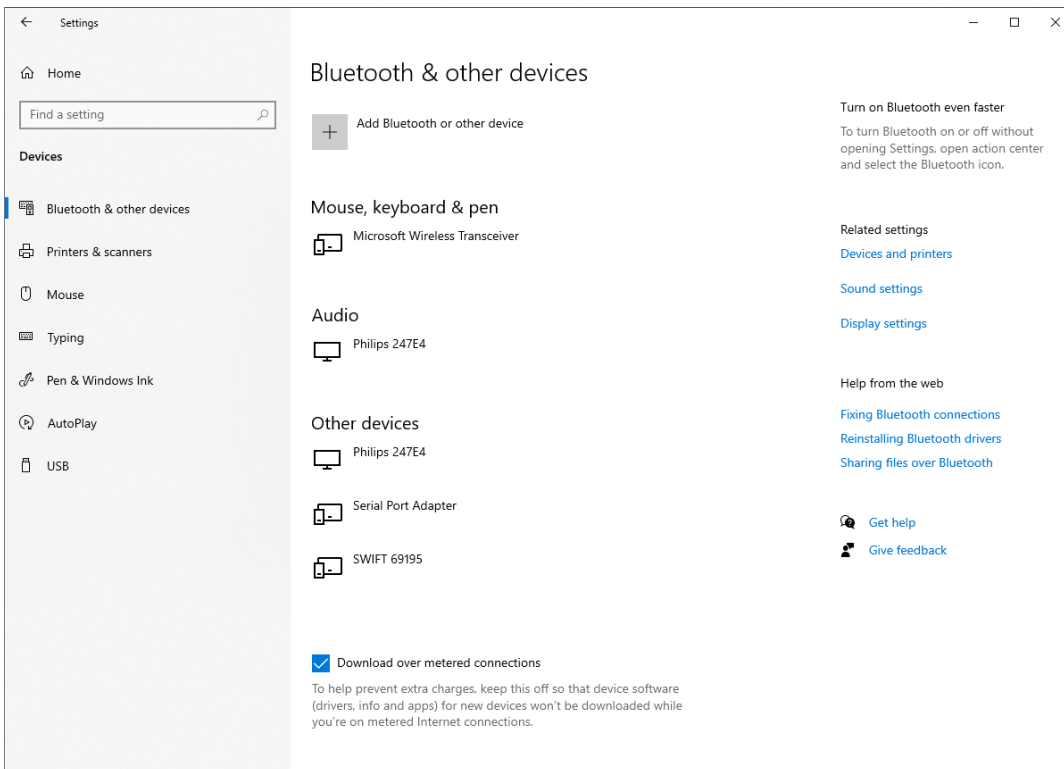 Settings
Home
Find a setting
Devices
Bluetooth & other devices
Printers & scanners
Mouse
Typing
Pen & Windows Ink
AutoPlay
USB
Bluetooth & other devices
Add Bluetooth or other device
Mouse, keyboard & pen
Microsoft Wireless Transceiver
Audio
Philips 247E4
Other devices
Philips 247E4
Serial Port Adapter
SWIFT 69195
Download over metered connections
To help prevent extra charges, keep this off so that device software
(drivers, info and apps) for new devices won't be downloaded while
you're on metered Internet connections.
Turn on Bluetooth even faster
To turn Bluetooth on or off without
opening Settings, open action center
and select the Bluetooth icon.
Related settings
Devices and printers
Sound settings
Display settings
Help from the web
Fixing Bluetooth connections
Reinstalling Bluetooth drivers
Sharing files over Bluetooth
Get help
Give feedback